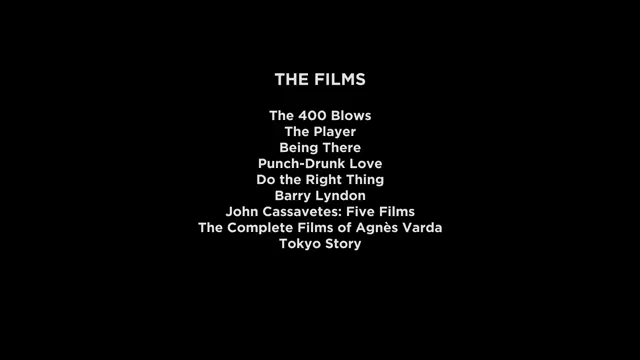 THE FILMS
The 400 Blows
The Player
Being There
Punch-Drunk Love
Do the Right Thing
Barry Lyndon
John Cassavetes: Five Films
The Complete Films of Agnès Varda
Tokyo Story